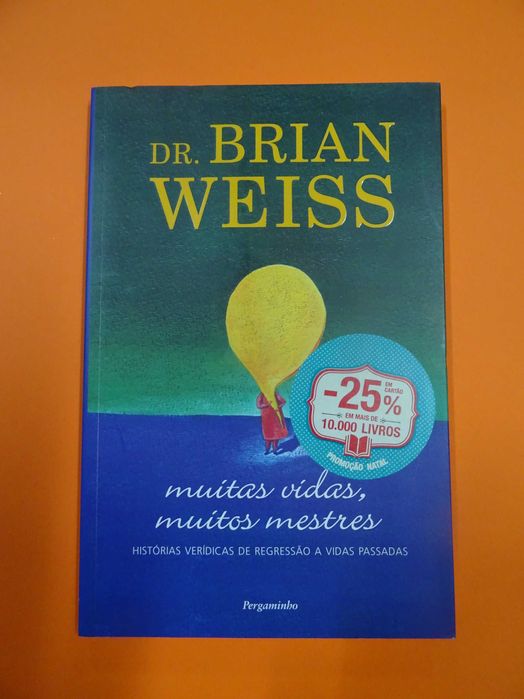 DR. BRIAN
WEISS
-25%
EM
CARTÃO
EM MAIS DE
10.000 LIVROS
PROMOÇÃO NATAL
muitas vidas,
muitos mestres
HISTÓRIAS VERÍDICAS DE REGRESSÃO A VIDAS PASSADAS
Pergaminho